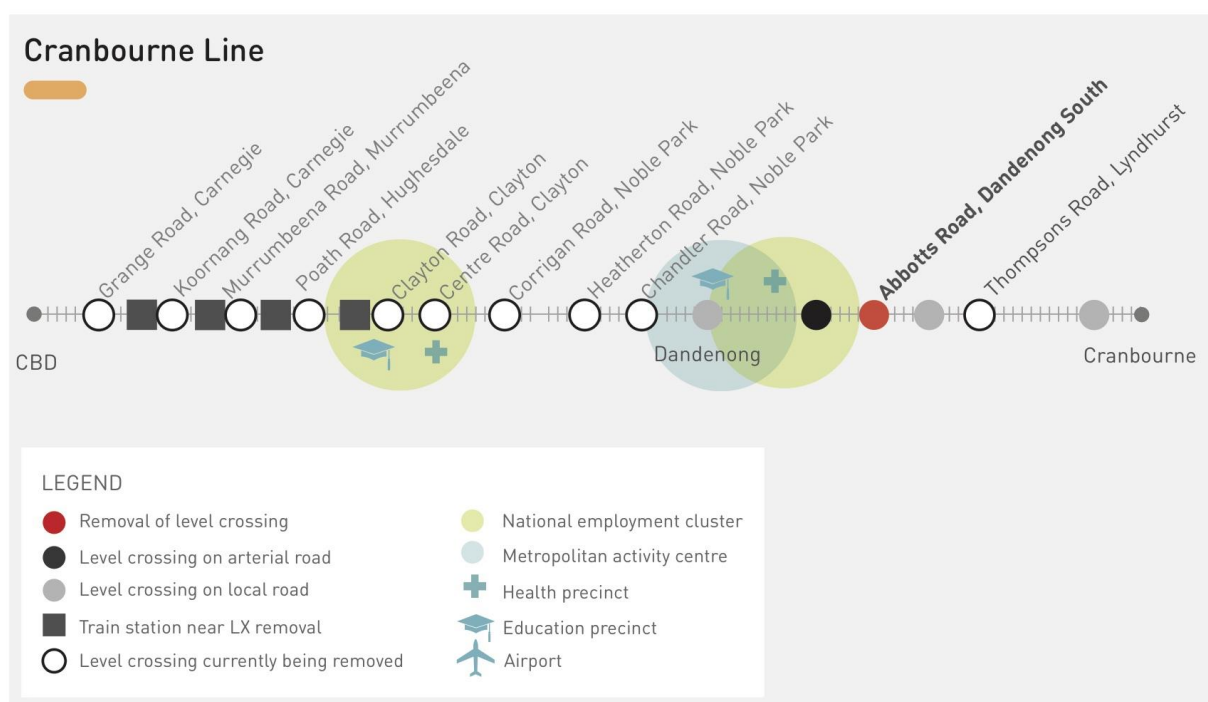 Cranbourne Line
Grange Road, Carnegie
Koornang Road, Carnegie
Murrumbeena Road, Murrumbeena
Poath Road, Hughesdale
Clayton Road, Clayton
Centre Road, Clayton
Corrigan Road, Noble Park
Heatherton Road, Noble Park
Chandler Road, Noble Park
Abbotts Road, Dandenong South
Thompsons Road, Lyndhurst
CBD
Dandenong
Cranbourne
LEGEND
Removal of level crossing
Level crossing on arterial road
Level crossing on local road
Train station near LX removal
Level crossing currently being removed
National employment cluster
Metropolitan activity centre
Health precinct
Education precinct
Airport